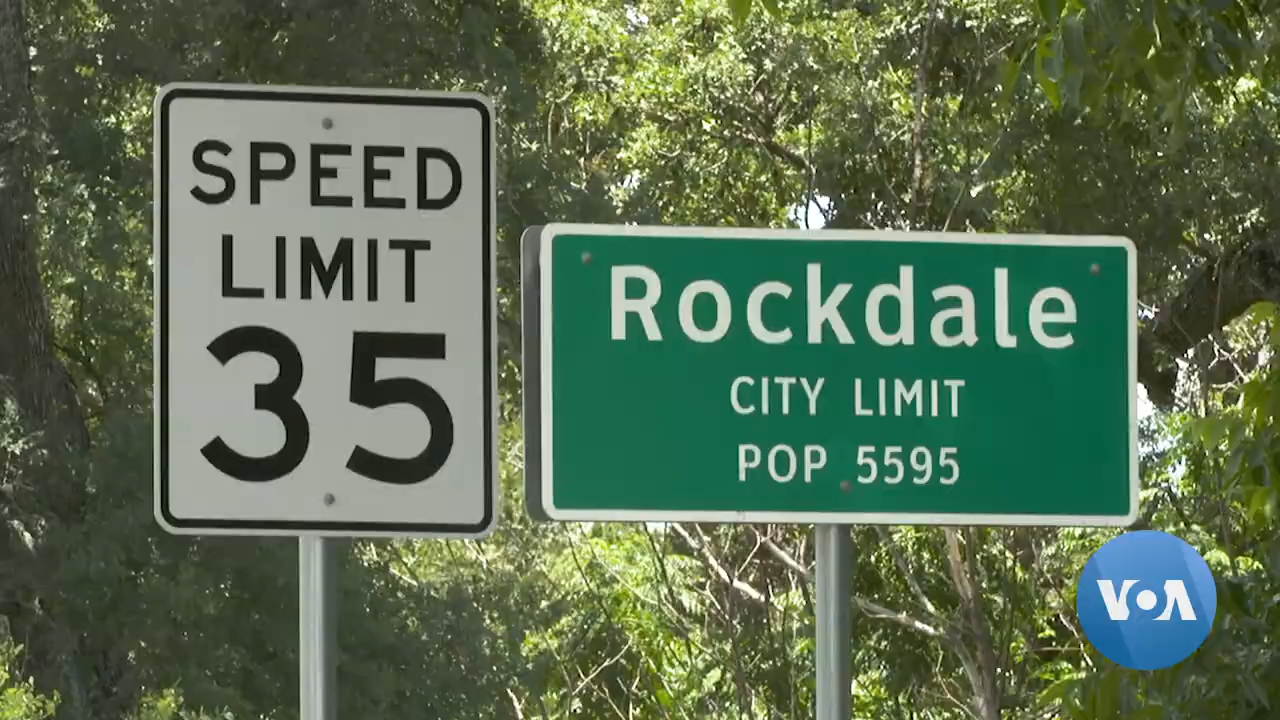 SPEED
LIMIT
35
Rockdale
CITY LIMIT
POP 5595
VOA